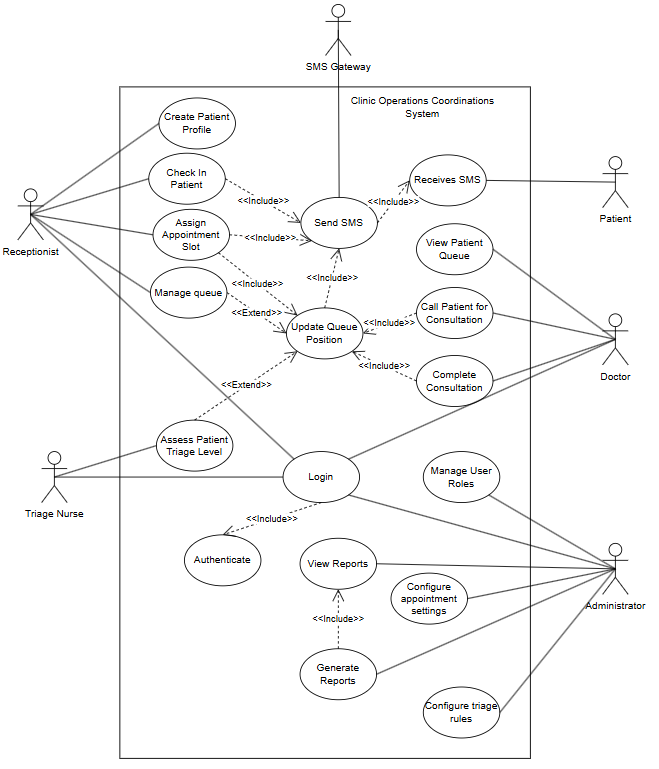 SMS Gateway
Clinic Operations Coordinations
System
Create Patient
Profile
Check In
Patient
<<Include>>
Receives SMS
<<Include>>
Patient
Assign
Appointment
Slot
Send SMS
<<Include>>
Receptionist
View Patient
Queue
<<Include>>
<<Include>>
Manage queue
<<Extend>>
Update Queue
Position
<<Include>>
Call Patient for
Consultation
<<Include>>
Complete
Consultation
Doctor
<<Extend>>
Assess Patient
Triage Level
Triage Nurse
Login
Manage User
Roles
<<Include>>
Authenticate
View Reports
Configure
appointment
settings
Administrator
<<Include>>
Generate
Reports
Configure triage
rules